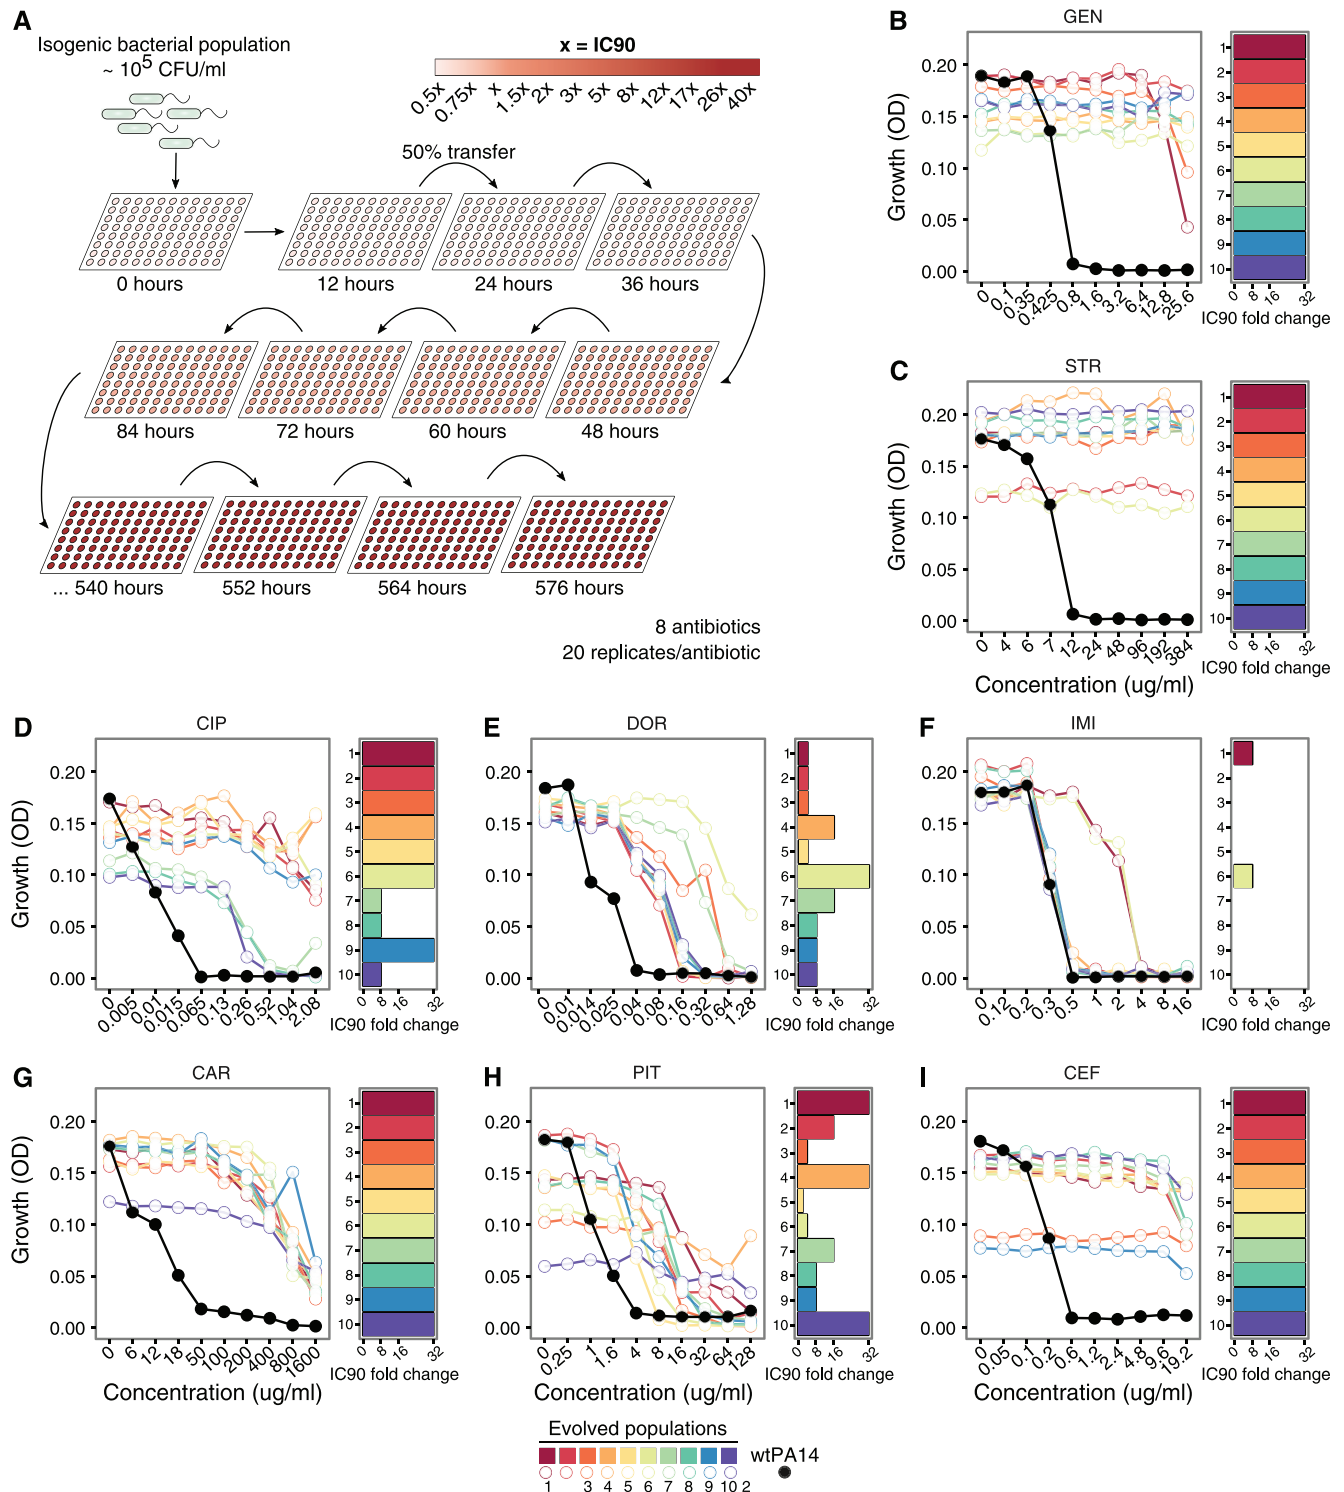 A
Isogenic bacterial population
~ 10^5 CFU/ml
x = IC90
0.5x 0.75x x 1.5x 2x 3x 5x 8x 12x 17x 26x 40x
50% transfer
0 hours 12 hours 24 hours 36 hours
84 hours 72 hours 60 hours 48 hours
... 540 hours 552 hours 564 hours 576 hours
8 antibiotics
20 replicates/antibiotic
B GEN
Growth (OD)
0.20
0.15
0.10
0.05
0.00
0 0.1 0.35 0.425 0.8 1.6 3.2 6.4 12.8 25.6
1
2
3
4
5
6
7
8
9
10
0 8 16 32
IC90 fold change
C STR
Growth (OD)
0.20
0.15
0.10
0.05
0.00
0 4 6 7 12 24 48 96 192 384
Concentration (ug/ml)
1
2
3
4
5
6
7
8
9
10
0 8 16 32
IC90 fold change
D CIP
Growth (OD)
0.20
0.15
0.10
0.05
0.00
0 0.005 0.01 0.015 0.065 0.13 0.26 0.52 1.04 2.08
1
2
3
4
5
6
7
8
9
10
0 8 16 32
IC90 fold change
E DOR
0.20
0.15
0.10
0.05
0.00
0 0.01 0.014 0.025 0.04 0.08 0.16 0.32 0.64 1.28
1
2
3
4
5
6
7
8
9
10
0 8 16 32
IC90 fold change
F IMI
0.20
0.15
0.10
0.05
0.00
0 0.12 0.2 0.3 0.5 1 2 4 8 16
1
2
3
4
5
6
7
8
9
10
0 8 16 32
IC90 fold change
G CAR
Growth (OD)
0.20
0.15
0.10
0.05
0.00
0 6 12 18 50 100 200 400 800 1600
Concentration (ug/ml)
1
2
3
4
5
6
7
8
9
10
0 8 16 32
IC90 fold change
H PIT
0.20
0.15
0.10
0.05
0.00
0 0.25 1 1.6 4 8 16 32 64 128
Concentration (ug/ml)
1
2
3
4
5
6
7
8
9
10
0 8 16 32
IC90 fold change
I CEF
0.20
0.15
0.10
0.05
0.00
0 0.05 0.1 0.2 0.6 1.2 2.4 4.8 9.6 19.2
Concentration (ug/ml)
1
2
3
4
5
6
7
8
9
10
0 8 16 32
IC90 fold change
Evolved populations
wtPA14
1 3 4 5 6 7 8 9 10 2